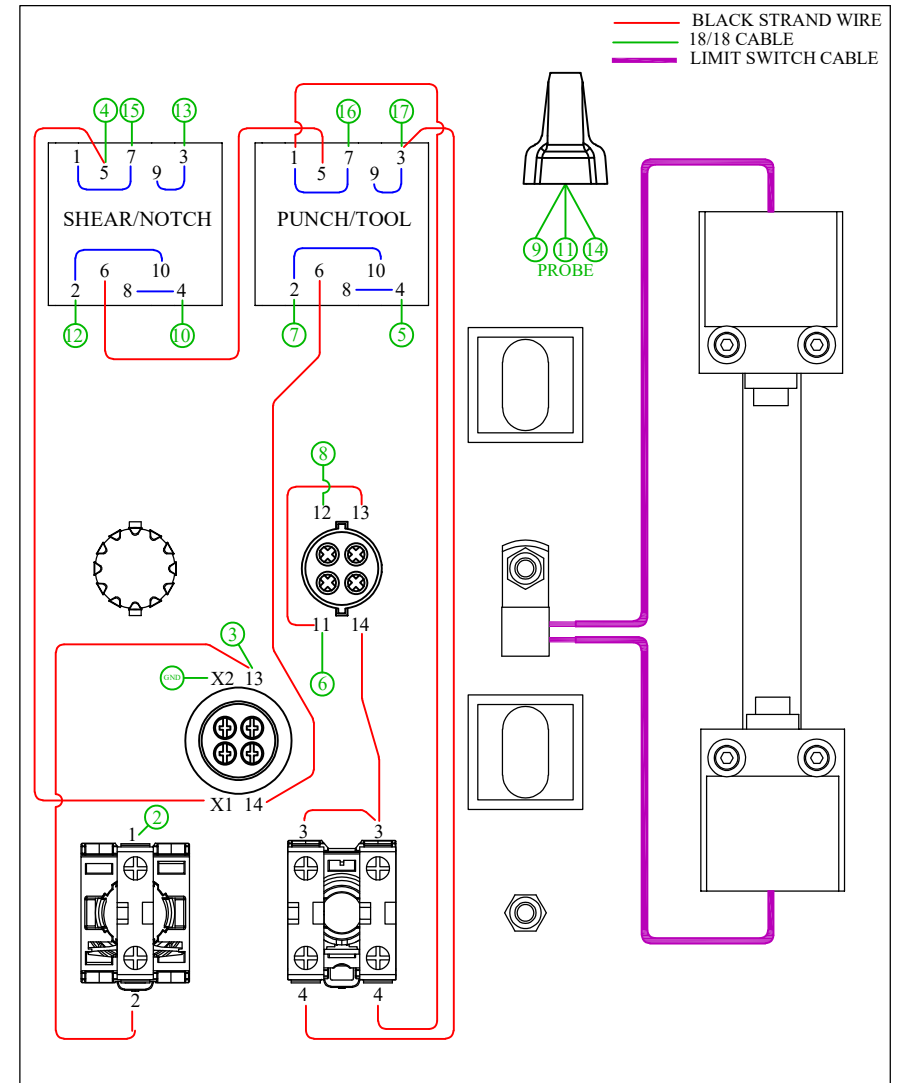 BLACK STRAND WIRE
18/18 CABLE
LIMIT SWITCH CABLE
4 15 13 16 17
1 5 7 9 3
1 5 7 9 3
SHEAR/NOTCH
PUNCH/TOOL
2 6 8 10 4
2 6 8 10 4
12 10 7 5
9 11 14
PROBE
8
12 13
11 14
6
3
GND X2 13
X1 14
2
1
3 3
2
4 4